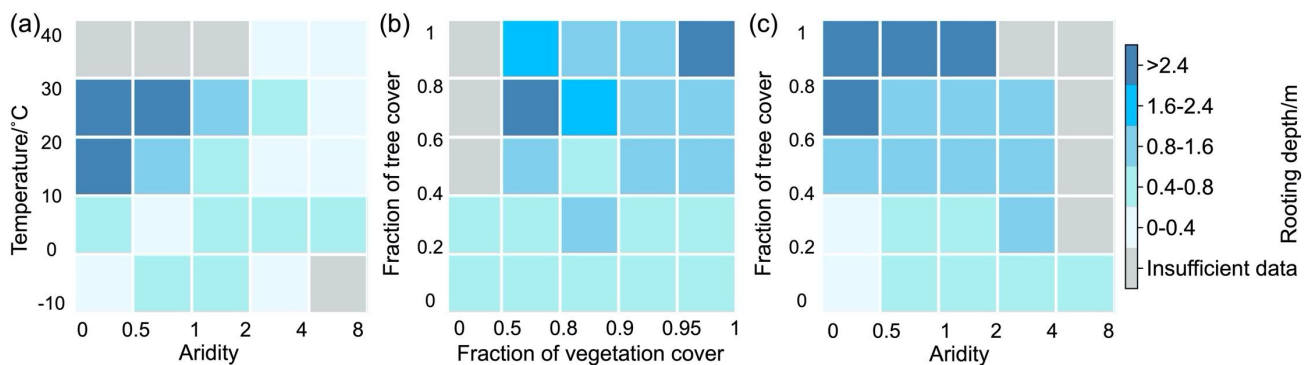 (a)
Temperature/˚C
40
30
20
10
0
-10
0 0.5 1 2 4 8
Aridity
(b)
Fraction of tree cover
1
0.8
0.6
0.4
0.2
0
0 0.5 0.8 0.9 0.95 1
Fraction of vegetation cover
(c)
Fraction of tree cover
1
0.8
0.6
0.4
0.2
0
0 0.5 1 2 4 8
Aridity
>2.4
1.6-2.4
0.8-1.6
0.4-0.8
0-0.4
Insufficient data
Rooting depth/m